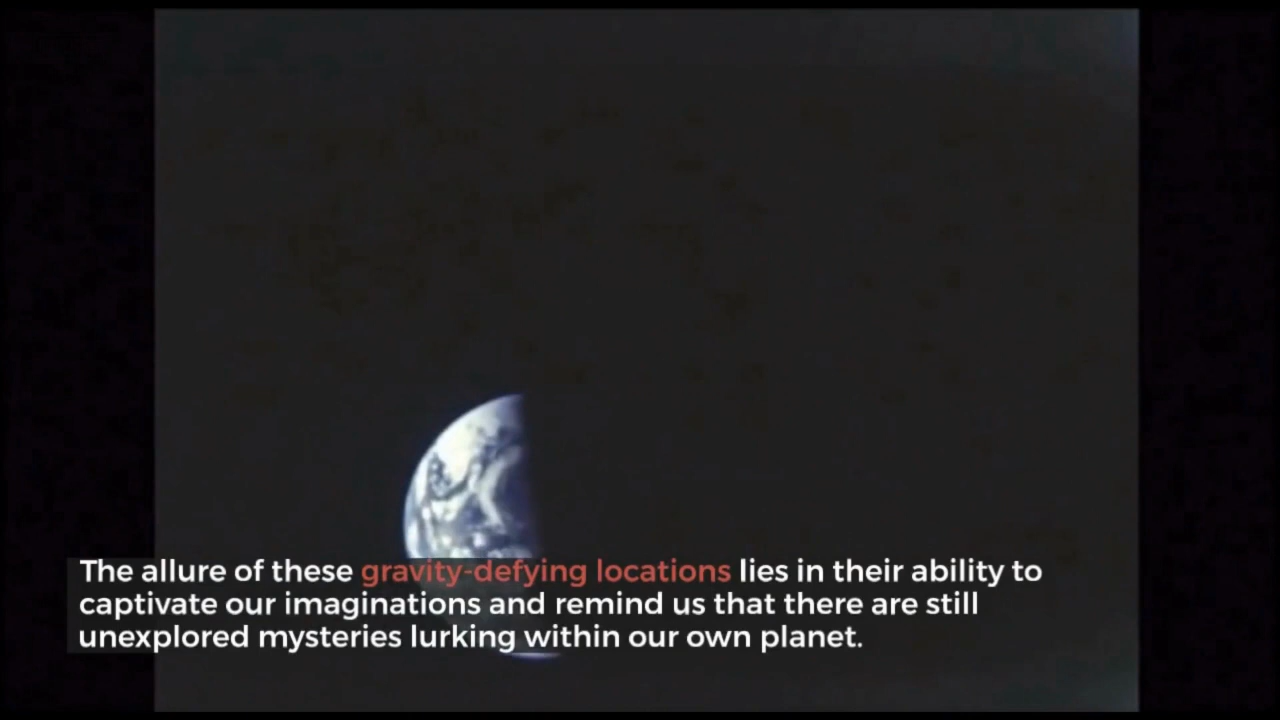 The allure of these gravity-defying locations lies in their ability to
captivate our imaginations and remind us that there are still
unexplored mysteries lurking within our own planet.